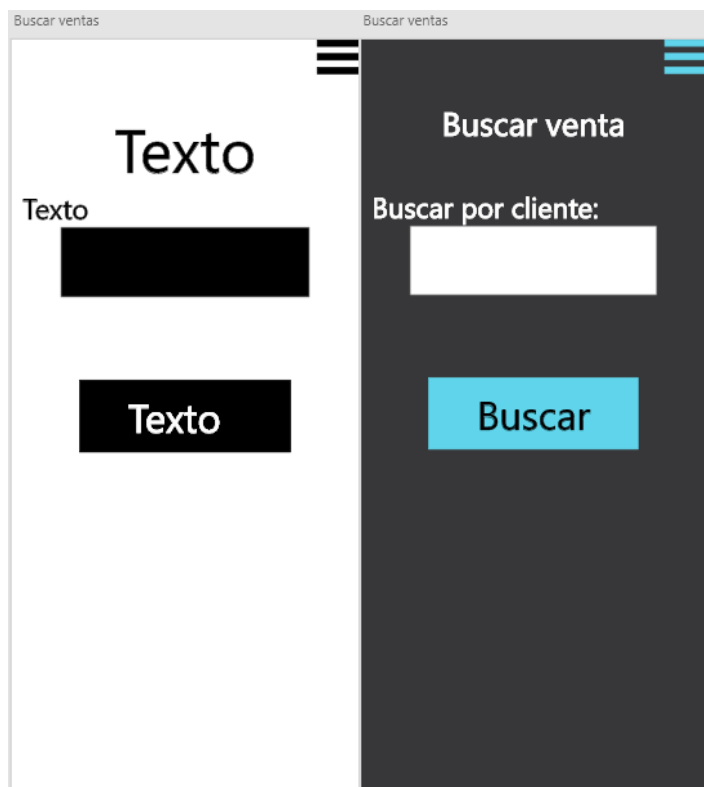 Buscar ventas
Texto
Texto
Texto
Buscar ventas
Buscar venta
Buscar por cliente:
Buscar